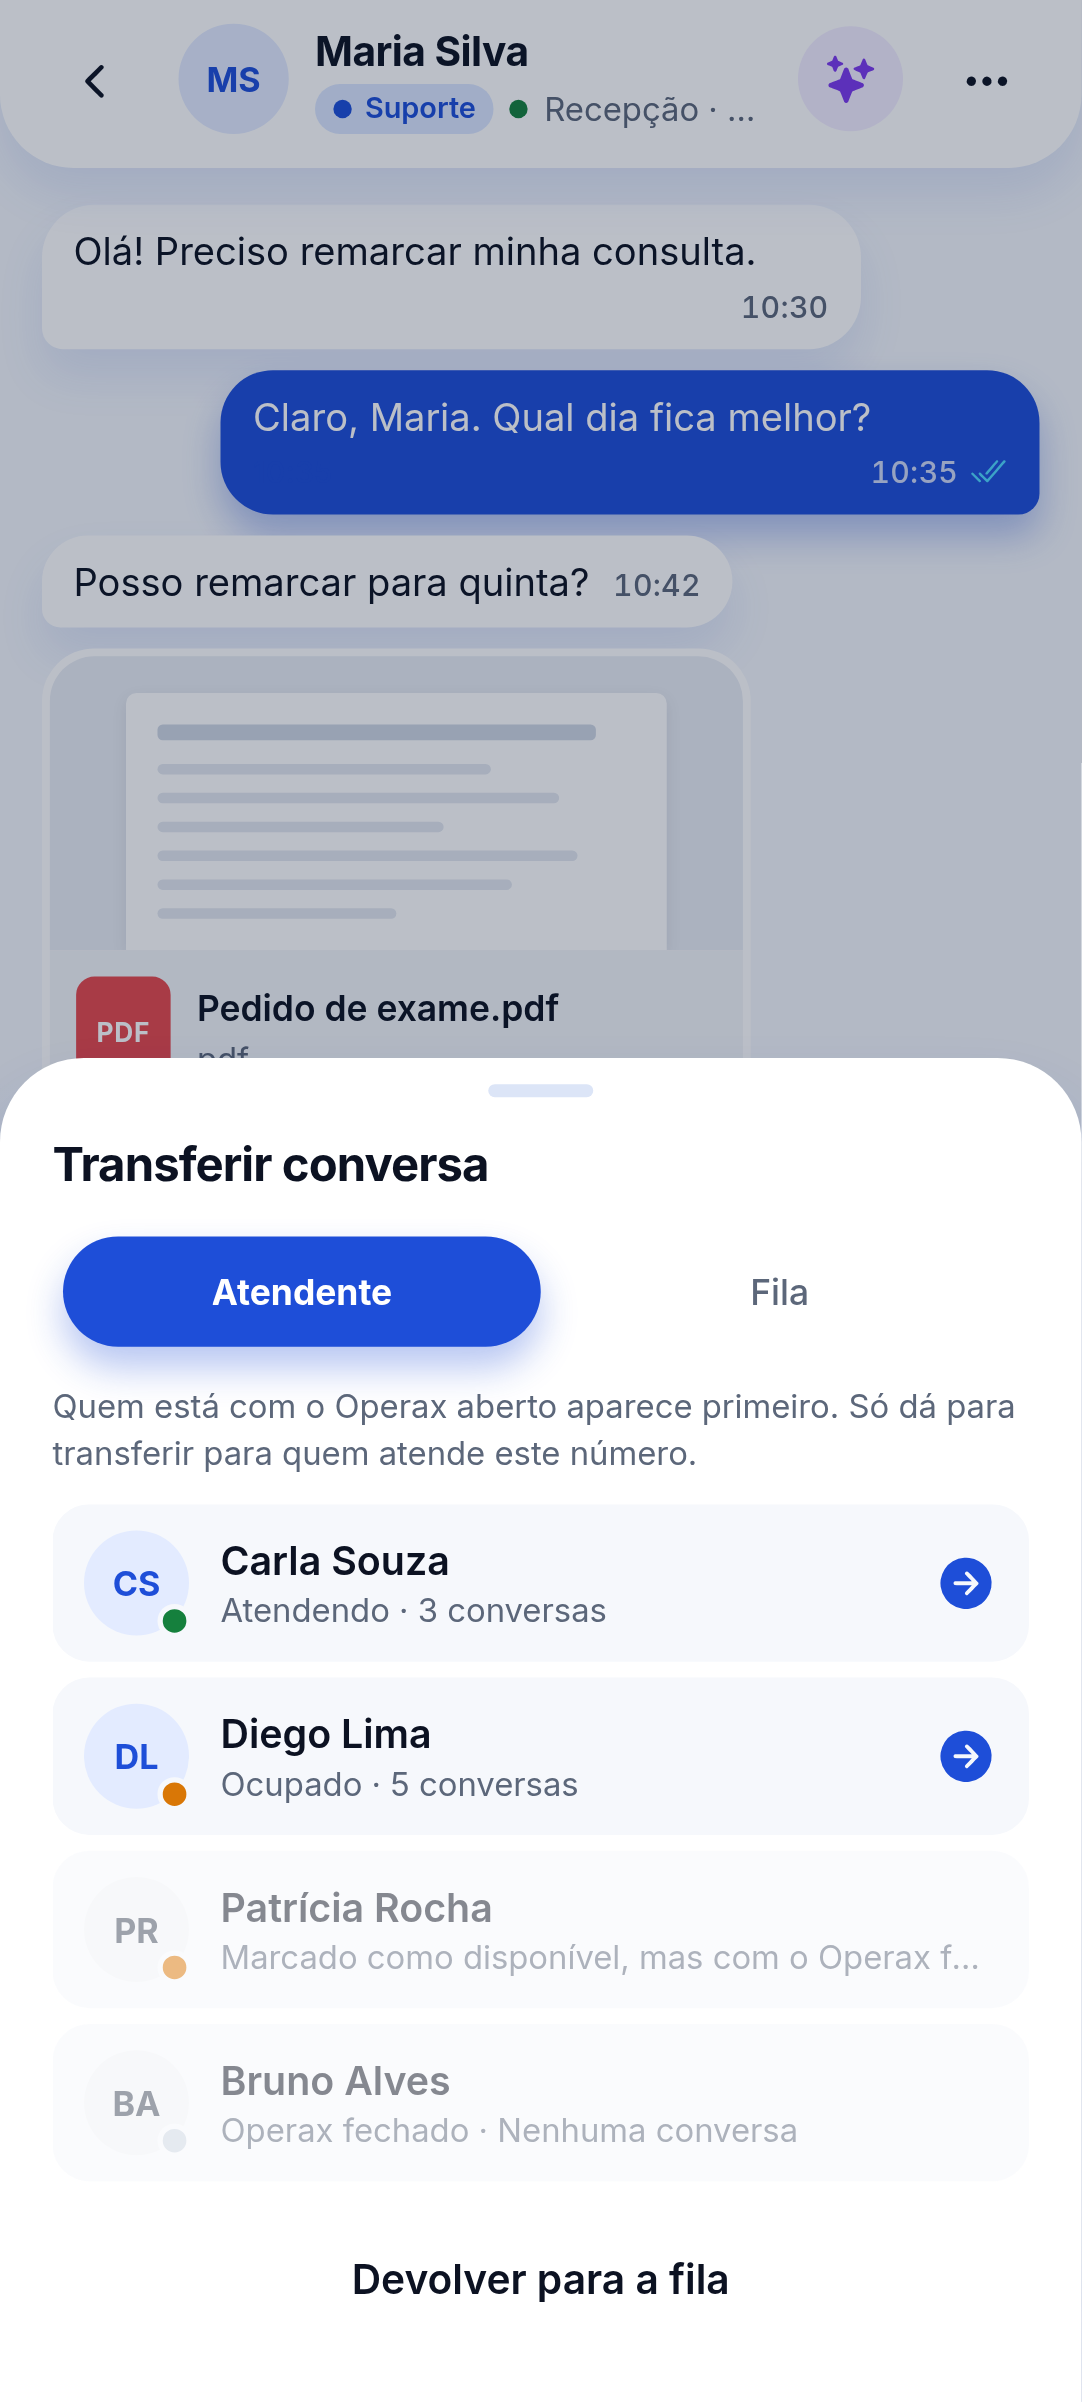 MS
Maria Silva
Suporte
Recepção · ...
Olá! Preciso remarcar minha consulta.
10:30
Claro, Maria. Qual dia fica melhor?
10:35
Posso remarcar para quinta? 10:42
PDF
Pedido de exame.pdf
pdf
Transferir conversa
Atendente
Fila
Quem está com o Operax aberto aparece primeiro. Só dá para
transferir para quem atende este número.
CS
Carla Souza
Atendendo · 3 conversas
DL
Diego Lima
Ocupado · 5 conversas
PR
Patrícia Rocha
Marcado como disponível, mas com o Operax f...
BA
Bruno Alves
Operax fechado · Nenhuma conversa
Devolver para a fila